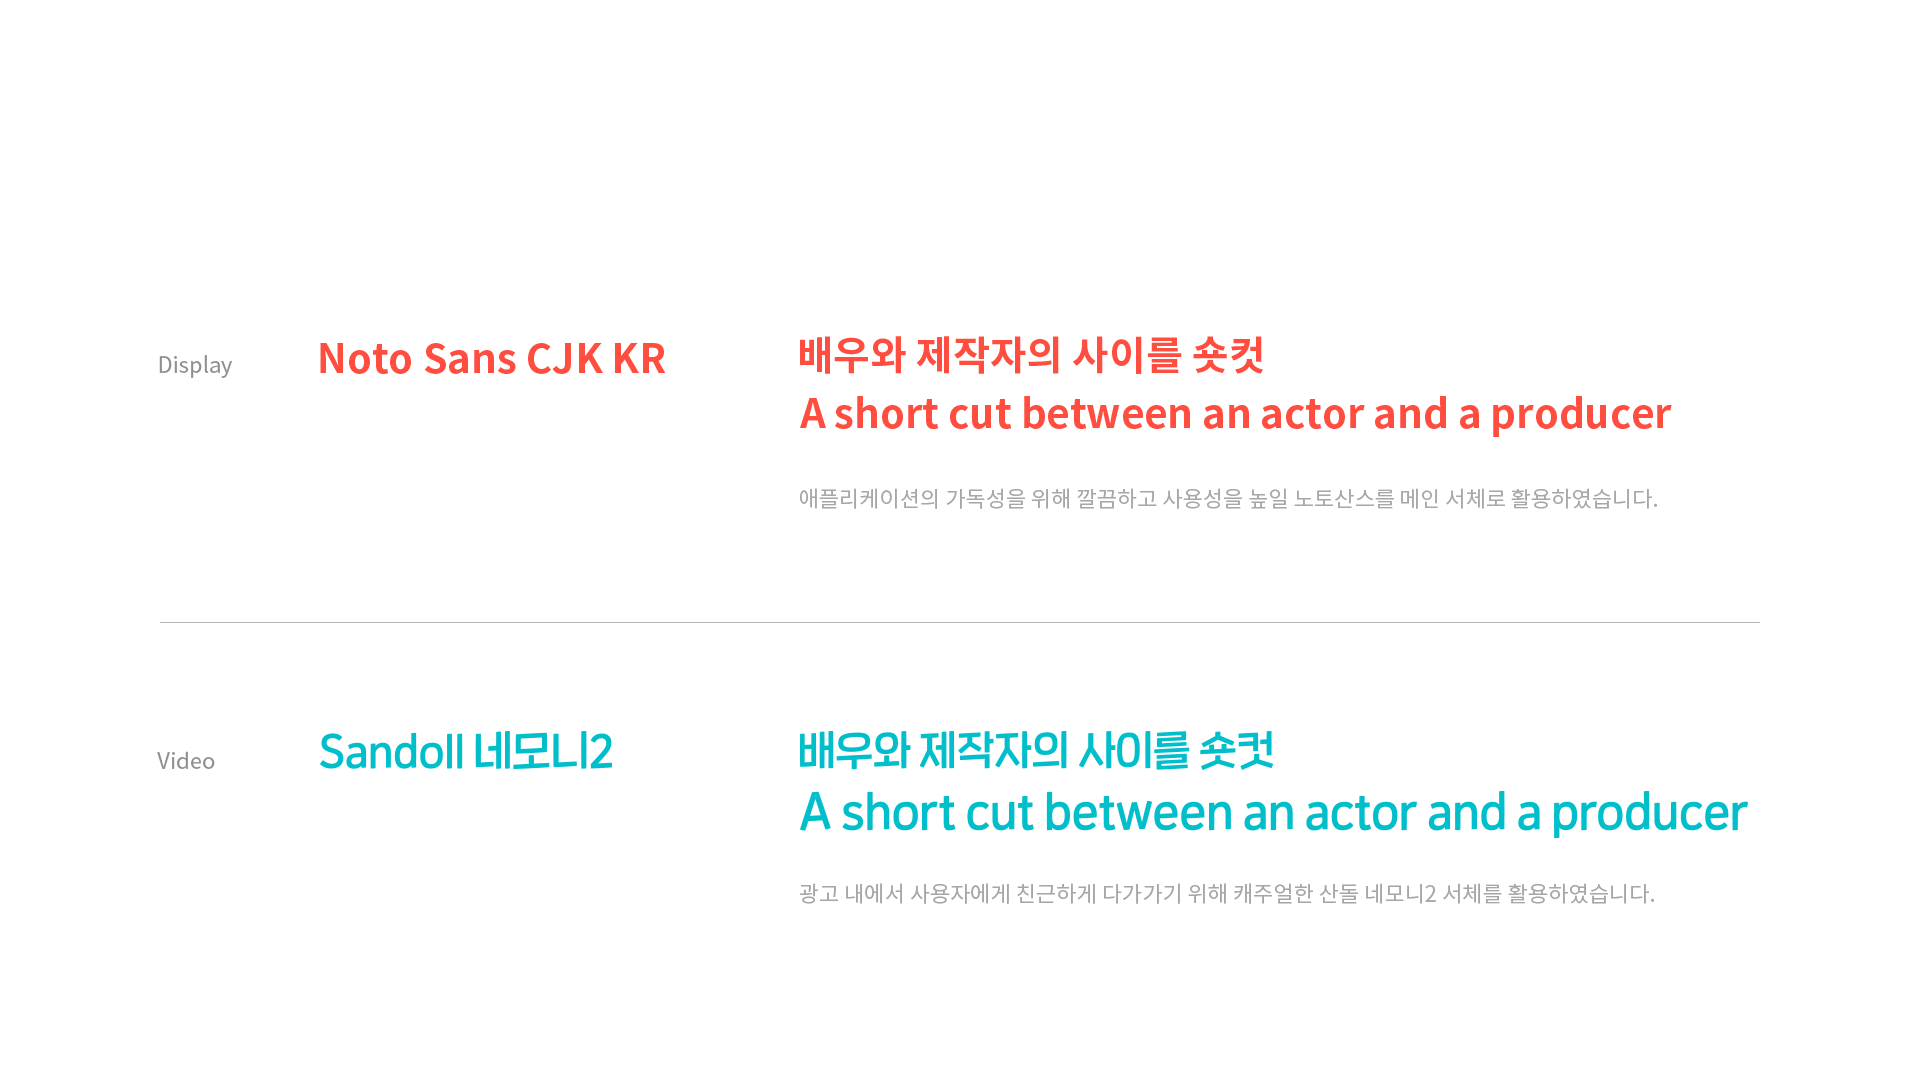 Display
Noto Sans CJK KR
배우와 제작자의 사이를 숏컷
A short cut between an actor and a producer
애플리케이션의 가독성을 위해 깔끔하고 사용성을 높일 노토산스를 메인 서체로 활용하였습니다.
Video
Sandoll 네모니2
배우와 제작자의 사이를 숏컷
A short cut between an actor and a producer
광고 내에서 사용자에게 친근하게 다가가기 위해 캐주얼한 산돌 네모니2 서체를 활용하였습니다.